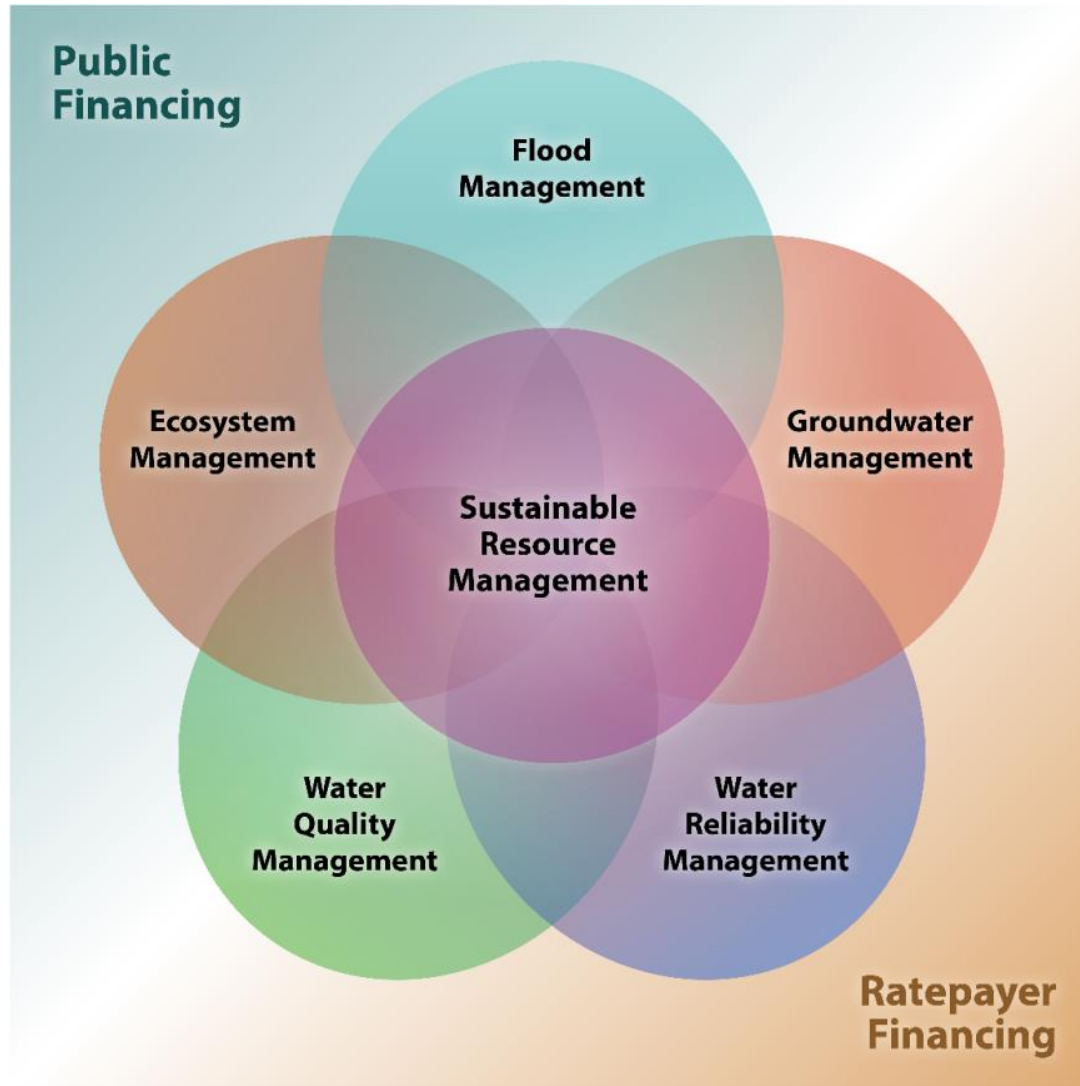 Public
Financing
Flood
Management
Ecosystem
Management
Groundwater
Management
Sustainable
Resource
Management
Water
Quality
Management
Water
Reliability
Management
Ratepayer
Financing